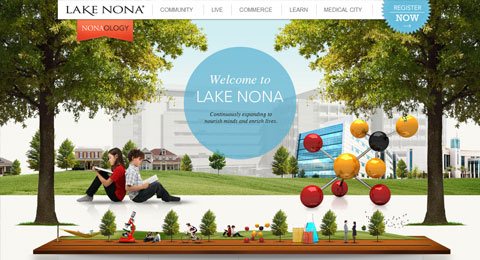 LAKE NONA
COMMUNITY
LIVE
COMMERCE
LEARN
MEDICAL CITY
REGISTER
NOW
NONAOLOGY
Welcome to
LAKE NONA
Continuously expanding to
nourish minds and enrich lives.